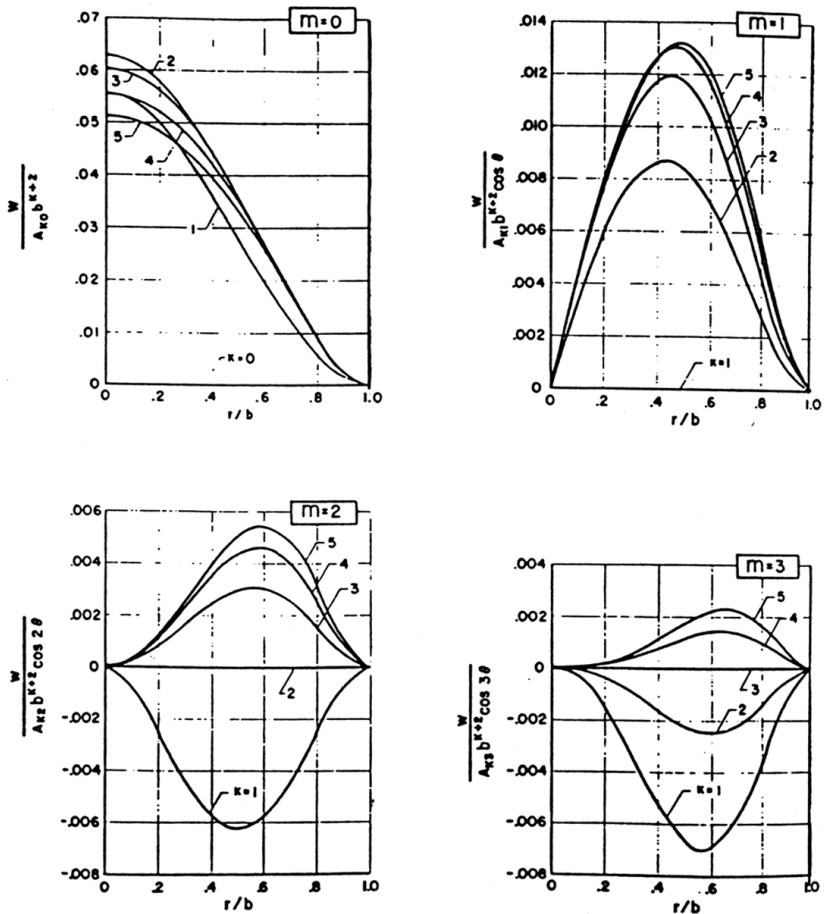 m=0
.07
.06
.05
.04
.03
.02
.01
0
2
3
5
4
1
K=0
W
A_K0 b^K+2
0 .2 .4 .6 .8 1.0
r/b
m=1
.014
.012
.010
.008
.006
.004
.002
0
5
4
3
2
K=1
W
A_K1 b^K+2 cos θ
0 .2 .4 .6 .8 1.0
r/b
m=2
.006
.004
.002
0
-.002
-.004
-.006
-.008
5
4
3
2
K=1
W
A_K2 b^K+2 cos 2θ
0 .2 .4 .6 .8 1.0
r/b
m=3
.004
.002
0
-.002
-.004
-.006
-.008
5
4
3
2
K=1
W
A_K3 b^K+2 cos 3θ
0 .2 .4 .6 .8 1.0
r/b